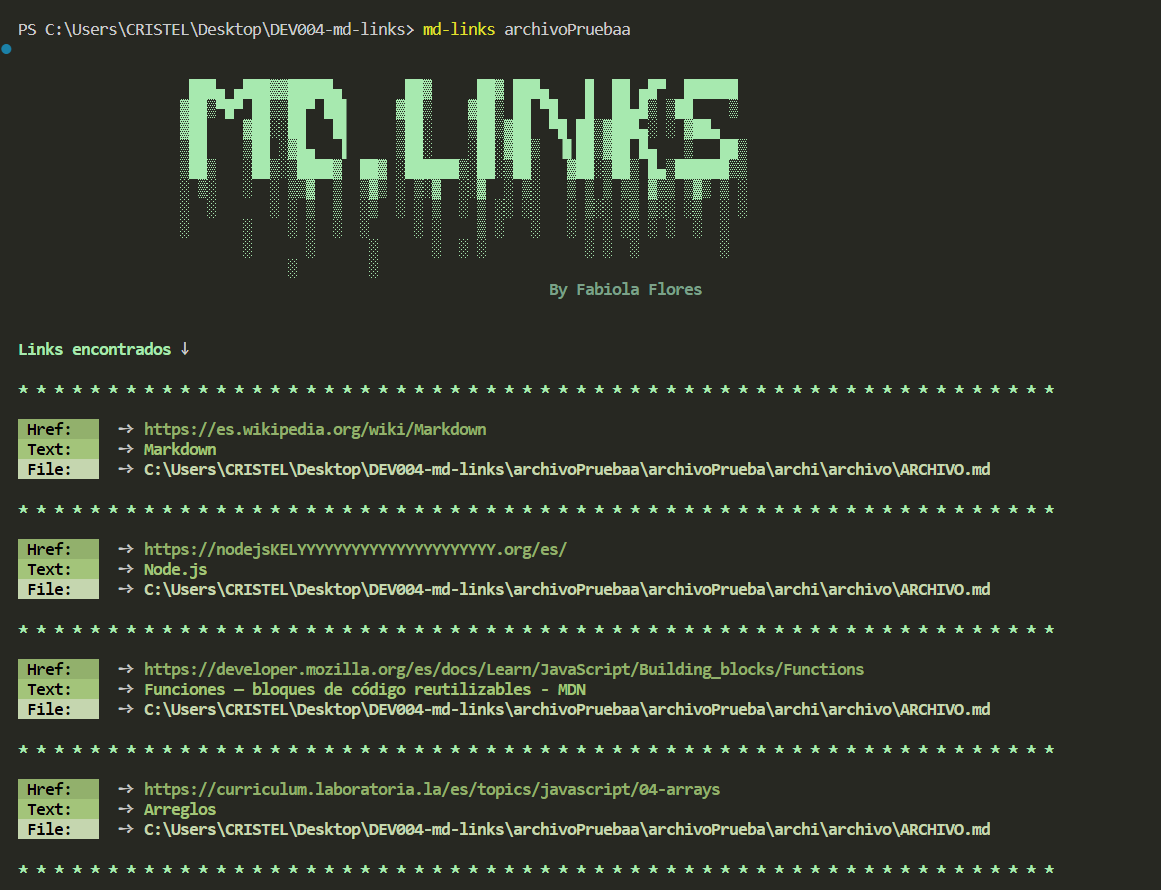 PS C:\Users\CRISTEL\Desktop\DEV004-md-links> md-links archivoPruebaa
MD.LINKS
By Fabiola Flores
Links encontrados ↓
* * * * * * * * * * * * * * * * * * * * * * * * * * * * * * * * * * * * * * * * * * * * * * * * * * * * * * * * * *
Href: → https://es.wikipedia.org/wiki/Markdown
Text: → Markdown
File: → C:\Users\CRISTEL\Desktop\DEV004-md-links\archivoPruebaa\archivoPrueba\archi\archivo\ARCHIVO.md
* * * * * * * * * * * * * * * * * * * * * * * * * * * * * * * * * * * * * * * * * * * * * * * * * * * * * * * * * *
Href: → https://nodejsKELYYYYYYYYYYYYYYYYYYYYYY.org/es/
Text: → Node.js
File: → C:\Users\CRISTEL\Desktop\DEV004-md-links\archivoPruebaa\archivoPrueba\archi\archivo\ARCHIVO.md
* * * * * * * * * * * * * * * * * * * * * * * * * * * * * * * * * * * * * * * * * * * * * * * * * * * * * * * * * *
Href: → https://developer.mozilla.org/es/docs/Learn/JavaScript/Building_blocks/Functions
Text: → Funciones — bloques de código reutilizables - MDN
File: → C:\Users\CRISTEL\Desktop\DEV004-md-links\archivoPruebaa\archivoPrueba\archi\archivo\ARCHIVO.md
* * * * * * * * * * * * * * * * * * * * * * * * * * * * * * * * * * * * * * * * * * * * * * * * * * * * * * * * * *
Href: → https://curriculum.laboratoria.la/es/topics/javascript/04-arrays
Text: → Arreglos
File: → C:\Users\CRISTEL\Desktop\DEV004-md-links\archivoPruebaa\archivoPrueba\archi\archivo\ARCHIVO.md
* * * * * * * * * * * * * * * * * * * * * * * * * * * * * * * * * * * * * * * * * * * * * * * * * * * * * * * * * *